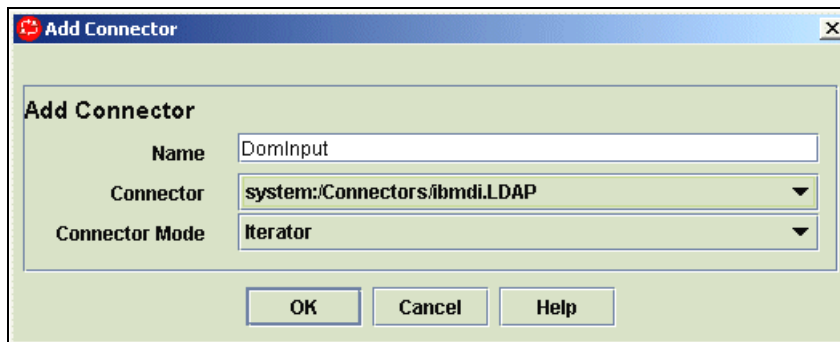 Add Connector
Add Connector
Name DomInput
Connector system:/Connectors/ibmdi.LDAP
Connector Mode Iterator
OK Cancel Help